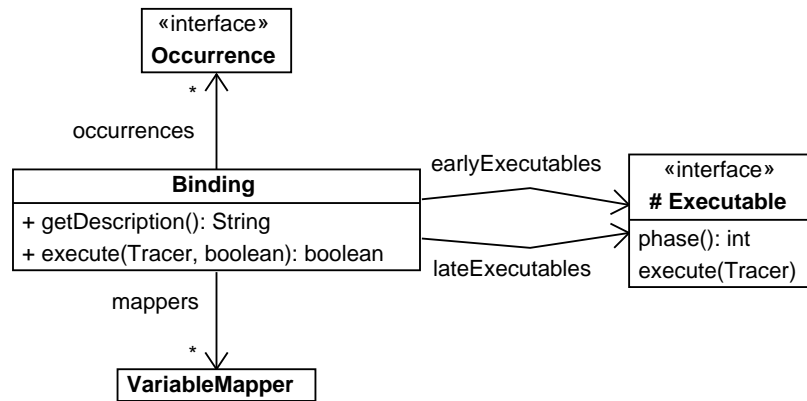 «interface»
Occurrence
*
occurrences
earlyExecutables
Binding
+ getDescription(): String
+ execute(Tracer, boolean): boolean
«interface»
# Executable
phase(): int
execute(Tracer)
lateExecutables
mappers
*
VariableMapper